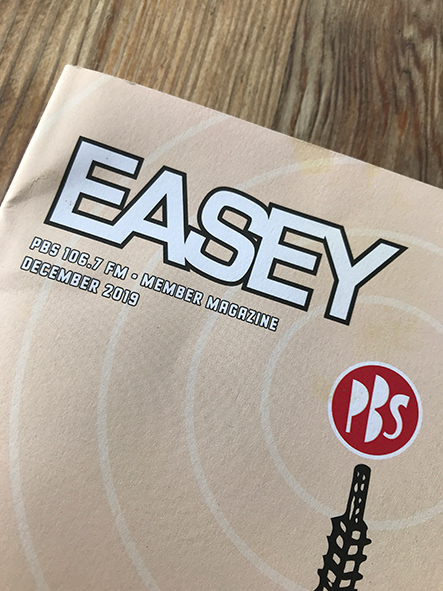 EASEY
PBS 106.7 FM • MEMBER MAGAZINE
DECEMBER 2019
PBS